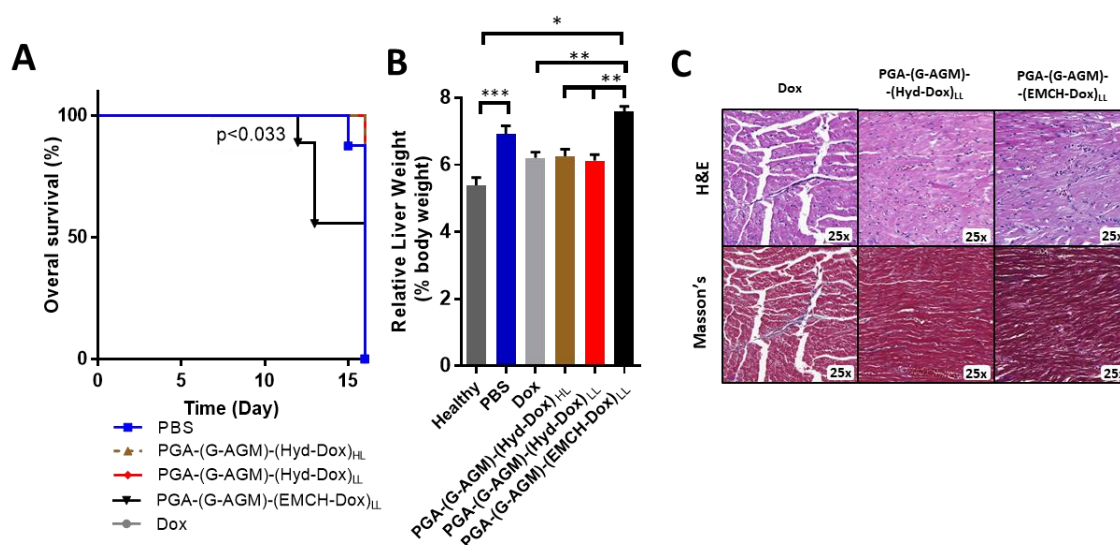 A
Overal survival (%)
100
50
0
p<0.033
0
5
10
15
Time (Day)
PBS
PGA-(G-AGM)-(Hyd-Dox)HL
PGA-(G-AGM)-(Hyd-Dox)LL
PGA-(G-AGM)-(EMCH-Dox)LL
Dox
B
Relative Liver Weight
(% body weight)
8
6
4
2
0
*
**
**
***
Healthy
PBS
Dox
PGA-(G-AGM)-(Hyd-Dox)HL
PGA-(G-AGM)-(Hyd-Dox)LL
PGA-(G-AGM)-(EMCH-Dox)LL
C
Dox
PGA-(G-AGM)-
-(Hyd-Dox)LL
PGA-(G-AGM)-
-(EMCH-Dox)LL
H&E
25x
25x
25x
Masson's
25x
25x
25x